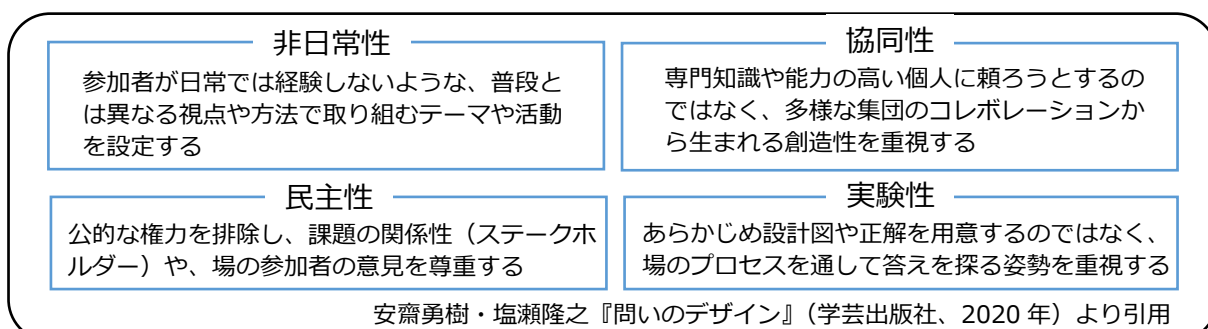 非日常性
参加者が日常では経験しないような、普段と
は異なる視点や方法で取り組むテーマや活動
を設定する
協同性
専門知識や能力の高い個人に頼ろうとするの
ではなく、多様な集団のコレボレーションか
ら生まれる創造性を重視する
民主性
公的な権力を排除し、課題の関係性（ステークホ
ルダー）や、場の参加者の意見を尊重する
実験性
あらかじめ設計図や正解を用意するのではなく、
場のプロセスを通して答えを探る姿勢を重視する
安齋勇樹・塩瀬隆之『問いのデザイン』（学芸出版社、2020 年）より引用